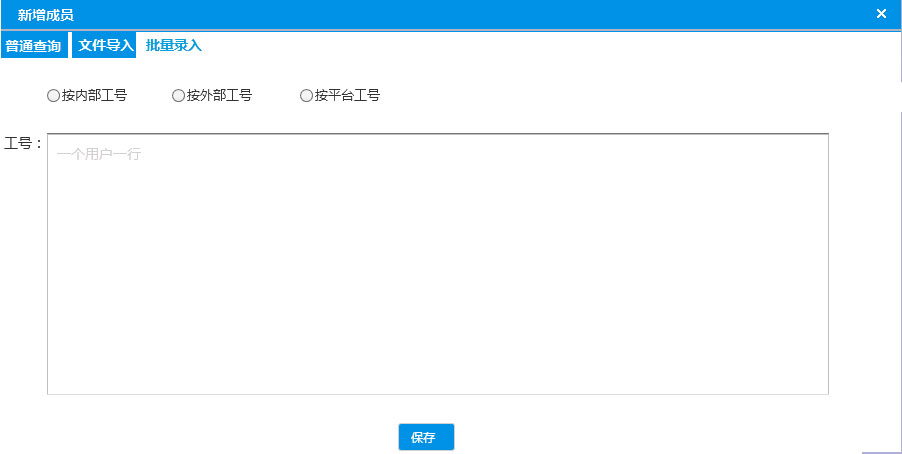 新增成员
普通查询 文件导入 批量录入
按内部工号 按外部工号 按平台工号
工号：
一个用户一行
保存